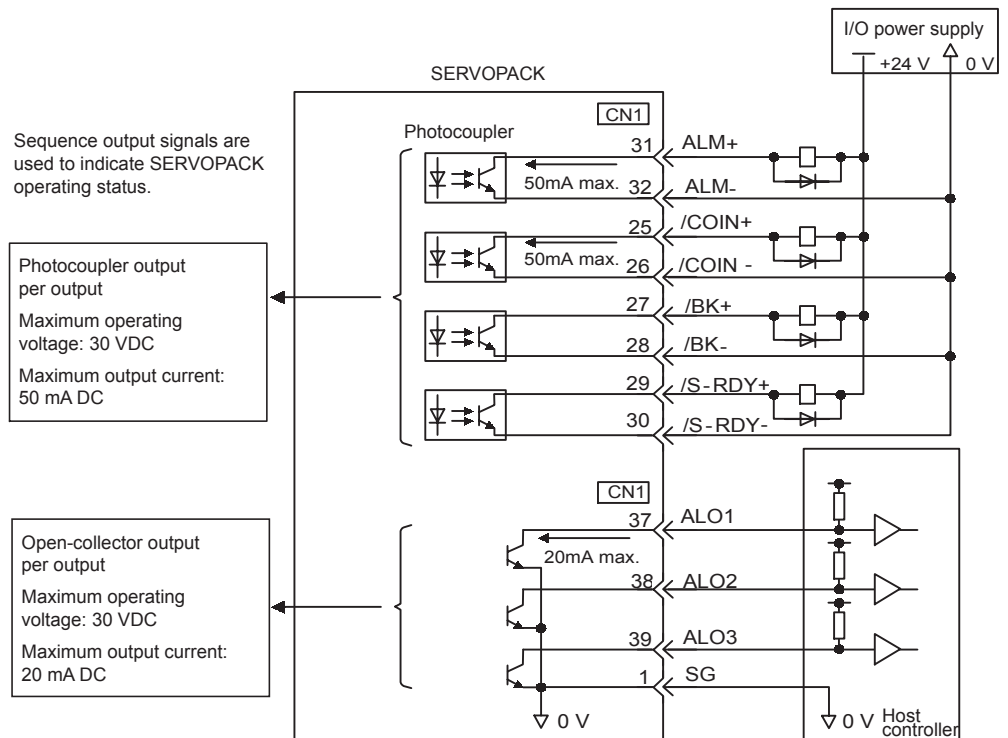 I/O power supply
+24 V
0 V
SERVOPACK
Sequence output signals are
used to indicate SERVOPACK
operating status.
Photocoupler output
per output
Maximum operating
voltage: 30 VDC
Maximum output current:
50 mA DC
Photocoupler
CN1
31 ALM+
50mA max.
32 ALM-
25 /COIN+
50mA max.
26 /COIN -
27 /BK+
28 /BK-
29 /S-RDY+
30 /S-RDY-
Open-collector output
per output
Maximum operating
voltage: 30 VDC
Maximum output current:
20 mA DC
CN1
37 ALO1
20mA max.
38 ALO2
39 ALO3
1 SG
0 V
0 V
Host
controller